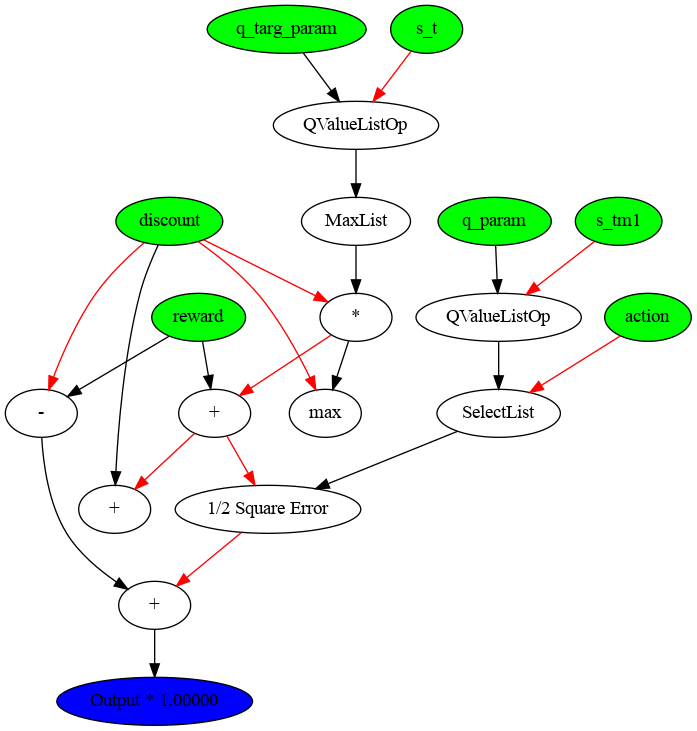 q_targ_param
s_t
QValueListOp
discount
MaxList
q_param
s_tm1
reward
*
QValueListOp
action
-
+
max
SelectList
+
1/2 Square Error
+
Output * 1.00000